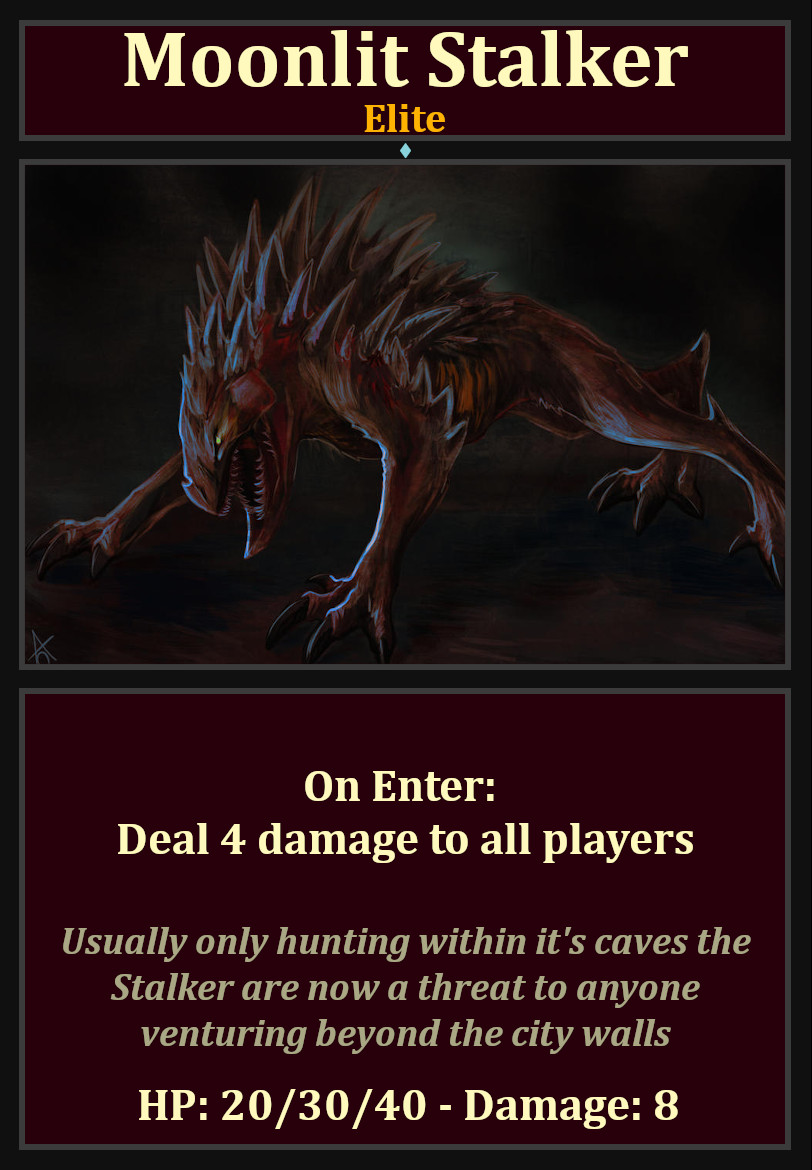 Moonlit Stalker
Elite
On Enter:
Deal 4 damage to all players
Usually only hunting within it's caves the
Stalker are now a threat to anyone
venturing beyond the city walls
HP: 20/30/40 - Damage: 8